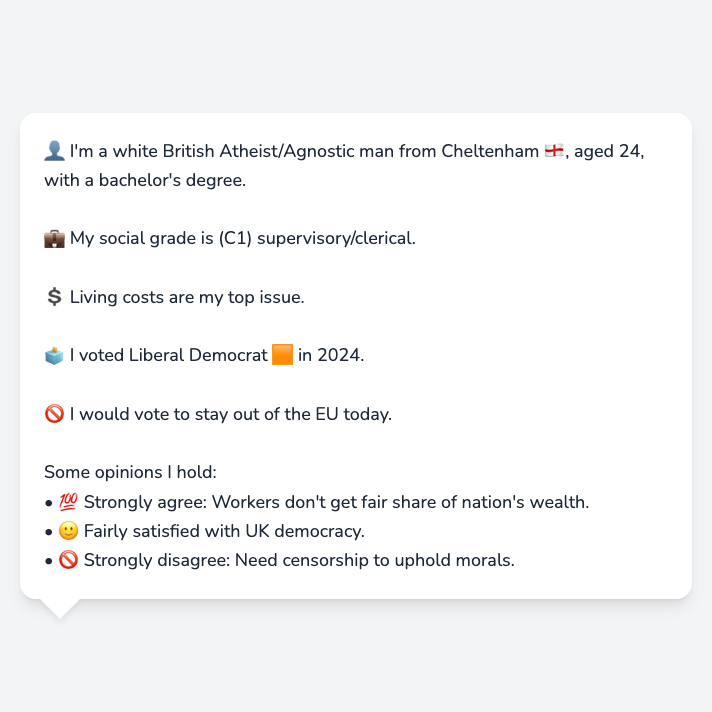 👤 I'm a white British Atheist/Agnostic man from Cheltenham 🏴󠁧󠁢󠁥󠁮󠁧󠁿, aged 24,
with a bachelor's degree.
💼 My social grade is (C1) supervisory/clerical.
💲 Living costs are my top issue.
🗳️ I voted Liberal Democrat 🟧 in 2024.
🚫 I would vote to stay out of the EU today.
Some opinions I hold:
• 💯 Strongly agree: Workers don't get fair share of nation's wealth.
• 🙂 Fairly satisfied with UK democracy.
• 🚫 Strongly disagree: Need censorship to uphold morals.